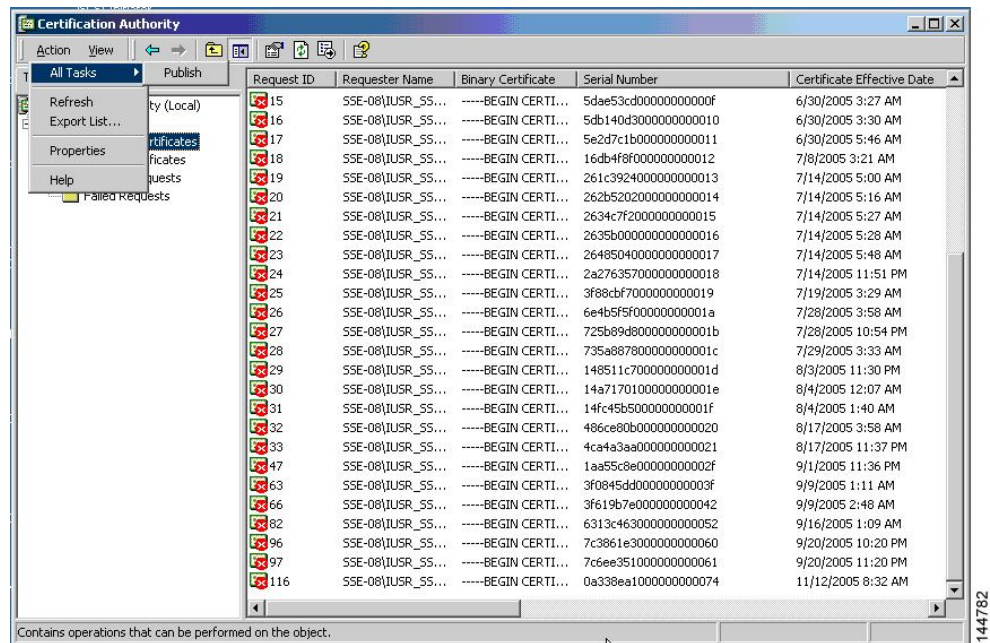 Certification Authority
Action View
All Tasks
Publish
Refresh
Export List...
Properties
Help
ty (Local)
rtificates
ficates
quests
Failed Requests
Request ID Requester Name Binary Certificate Serial Number Certificate Effective Date
15 SSE-08\IUSR_SS... -----BEGIN CERTI... 5dae53cd00000000000f 6/30/2005 3:27 AM
16 SSE-08\IUSR_SS... -----BEGIN CERTI... 5db140d3000000000010 6/30/2005 3:30 AM
17 SSE-08\IUSR_SS... -----BEGIN CERTI... 5e2d7c1b000000000011 6/30/2005 5:46 AM
18 SSE-08\IUSR_SS... -----BEGIN CERTI... 16db4f8f000000000012 7/8/2005 3:21 AM
19 SSE-08\IUSR_SS... -----BEGIN CERTI... 261c3924000000000013 7/14/2005 5:00 AM
20 SSE-08\IUSR_SS... -----BEGIN CERTI... 262b5202000000000014 7/14/2005 5:16 AM
21 SSE-08\IUSR_SS... -----BEGIN CERTI... 2634c7f2000000000015 7/14/2005 5:27 AM
22 SSE-08\IUSR_SS... -----BEGIN CERTI... 2635b000000000000016 7/14/2005 5:28 AM
23 SSE-08\IUSR_SS... -----BEGIN CERTI... 26485040000000000017 7/14/2005 5:48 AM
24 SSE-08\IUSR_SS... -----BEGIN CERTI... 2a276357000000000018 7/14/2005 11:51 PM
25 SSE-08\IUSR_SS... -----BEGIN CERTI... 3f88cbf7000000000019 7/19/2005 3:29 AM
26 SSE-08\IUSR_SS... -----BEGIN CERTI... 6e4b5f5f00000000001a 7/28/2005 3:58 AM
27 SSE-08\IUSR_SS... -----BEGIN CERTI... 725b89d800000000001b 7/28/2005 10:54 PM
28 SSE-08\IUSR_SS... -----BEGIN CERTI... 735a887800000000001c 7/29/2005 3:33 AM
29 SSE-08\IUSR_SS... -----BEGIN CERTI... 148511c700000000001d 8/3/2005 11:30 PM
30 SSE-08\IUSR_SS... -----BEGIN CERTI... 14a7170100000000001e 8/4/2005 12:07 AM
31 SSE-08\IUSR_SS... -----BEGIN CERTI... 14fc45b500000000001f 8/4/2005 1:40 AM
32 SSE-08\IUSR_SS... -----BEGIN CERTI... 486ce80b000000000020 8/17/2005 3:58 AM
33 SSE-08\IUSR_SS... -----BEGIN CERTI... 4ca4a3aa000000000021 8/17/2005 11:37 PM
47 SSE-08\IUSR_SS... -----BEGIN CERTI... 1aa55c8e00000000002f 9/1/2005 11:36 PM
63 SSE-08\IUSR_SS... -----BEGIN CERTI... 3f0845dd00000000003f 9/9/2005 1:11 AM
66 SSE-08\IUSR_SS... -----BEGIN CERTI... 3f619b7e000000000042 9/9/2005 2:48 AM
82 SSE-08\IUSR_SS... -----BEGIN CERTI... 6313c463000000000052 9/16/2005 1:09 AM
96 SSE-08\IUSR_SS... -----BEGIN CERTI... 7c3861e3000000000060 9/20/2005 10:20 PM
97 SSE-08\IUSR_SS... -----BEGIN CERTI... 7c6ee351000000000061 9/20/2005 11:20 PM
116 SSE-08\IUSR_SS... -----BEGIN CERTI... 0a338ea1000000000074 11/12/2005 8:32 AM
Contains operations that can be performed on the object.
144782